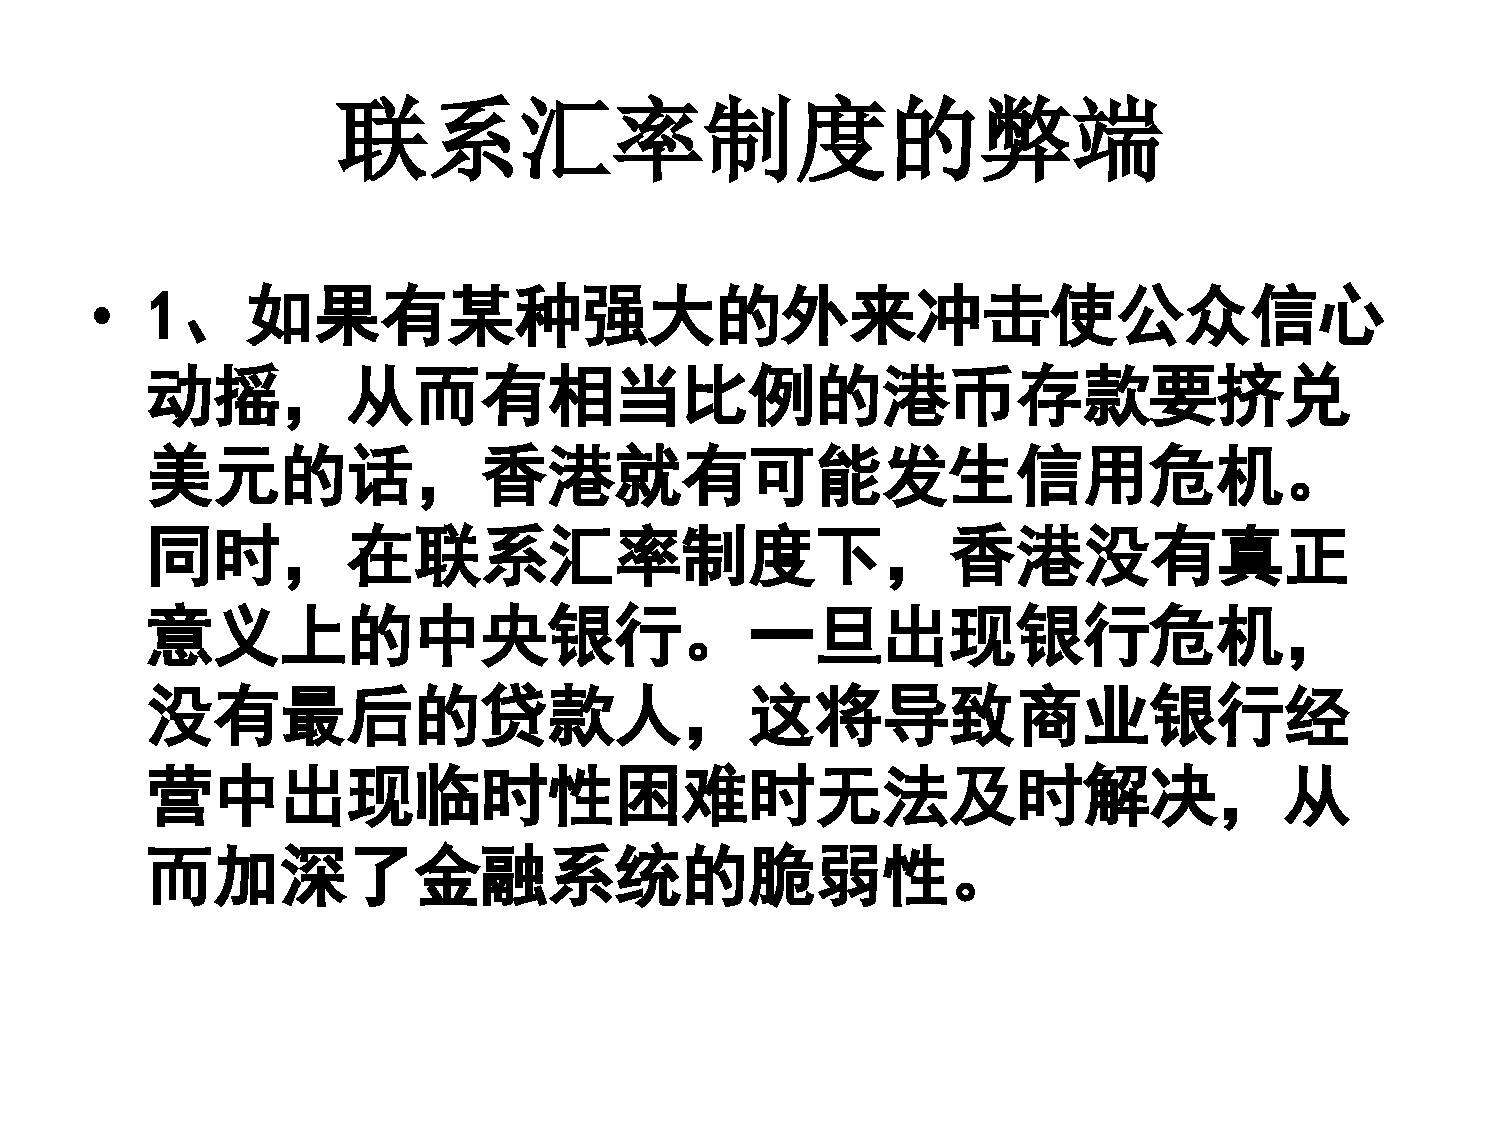 联系汇率制度的弊端
• 1、如果有某种强大的外来冲击使公众信心
动摇，从而有相当比例的港币存款要挤兑
美元的话，香港就有可能发生信用危机。
同时，在联系汇率制度下，香港没有真正
意义上的中央银行。一旦出现银行危机，
没有最后的贷款人，这将导致商业银行经
营中出现临时性困难时无法及时解决，从
而加深了金融系统的脆弱性。